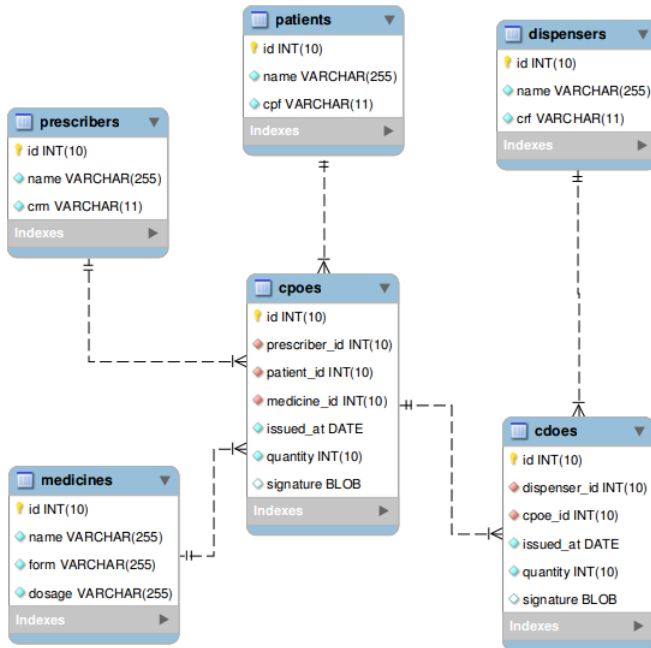 patients
id INT(10)
name VARCHAR(255)
cpf VARCHAR(11)
Indexes
dispensers
id INT(10)
name VARCHAR(255)
crf VARCHAR(11)
Indexes
prescribers
id INT(10)
name VARCHAR(255)
crm VARCHAR(11)
Indexes
cpoes
id INT(10)
prescriber_id INT(10)
patient_id INT(10)
medicine_id INT(10)
issued_at DATE
quantity INT(10)
signature BLOB
Indexes
medicines
id INT(10)
name VARCHAR(255)
form VARCHAR(255)
dosage VARCHAR(255)
Indexes
cdoes
id INT(10)
dispenser_id INT(10)
cpoe_id INT(10)
issued_at DATE
quantity INT(10)
signature BLOB
Indexes